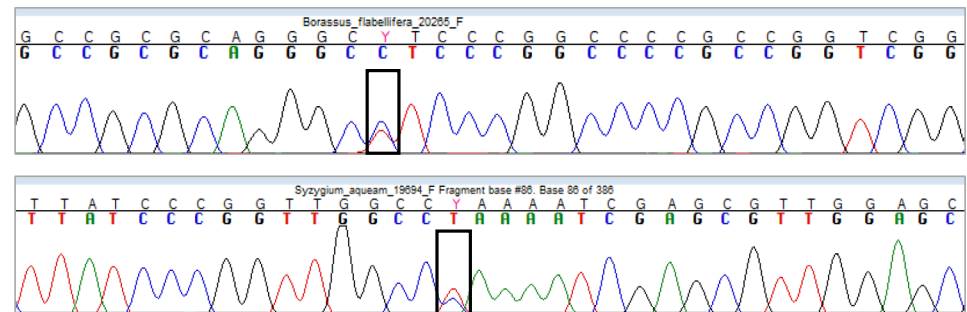 Borassus_flabellifera_20265_F
G C C G C G C A G G G C Y T C C C G G C C C C G C C G G T C G G
G C C G C G C A G G G C C T C C C G G C C C C G C C G G T C G G
Syzygium_aqueam_19694_F Fragment base #86. Base 86 of 386
T T A T C C C G G T T G G C C Y A A A A T C G A G C G T T G G A G C
T T A T C C C G G T T G G C C T A A A A T C G A G C G T T G G A G C